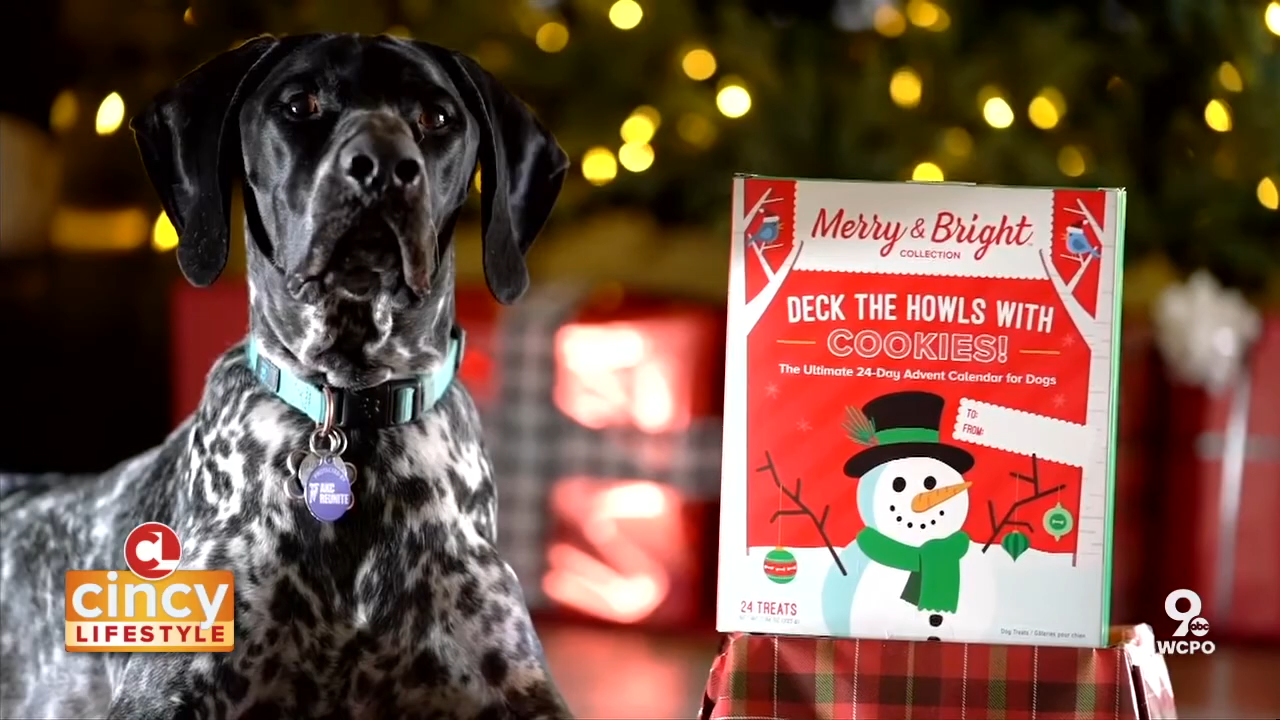 Merry & Bright
COLLECTION
DECK THE HOWLS WITH
COOKIES!
The Ultimate 24-Day Advent Calendar for Dogs
TO:
FROM:
24 TREATS
Dog Treats / Gâteries pour chien
AKC
REUNITE
cincy
LIFESTYLE
9
abc
WCPO